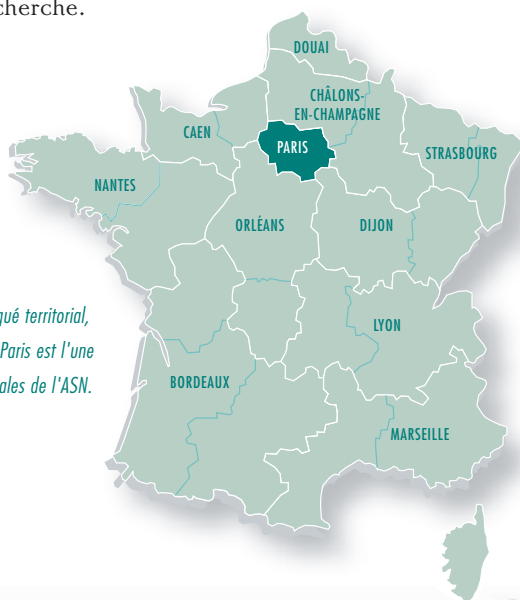 cherche.
DOUAI
CHÂLONS-
EN-CHAMPAGNE
CAEN
PARIS
STRASBOURG
NANTES
ORLÉANS
DIJON
gué territorial,
LYON
Paris est l'une
BORDEAUX
ales de l'ASN.
MARSEILLE